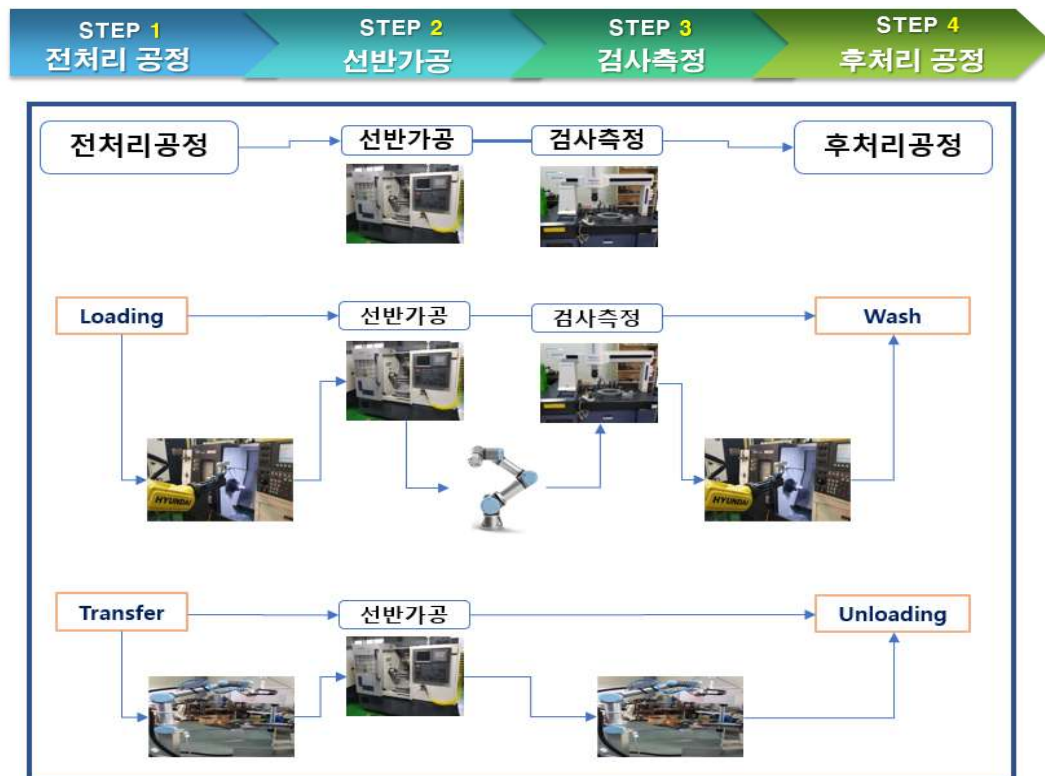 STEP 1
전처리 공정
STEP 2
선반가공
STEP 3
검사측정
STEP 4
후처리 공정
전처리공정
선반가공
검사측정
후처리공정
Loading
선반가공
검사측정
Wash
HYUNDAI
HYUNDAI
Transfer
선반가공
Unloading